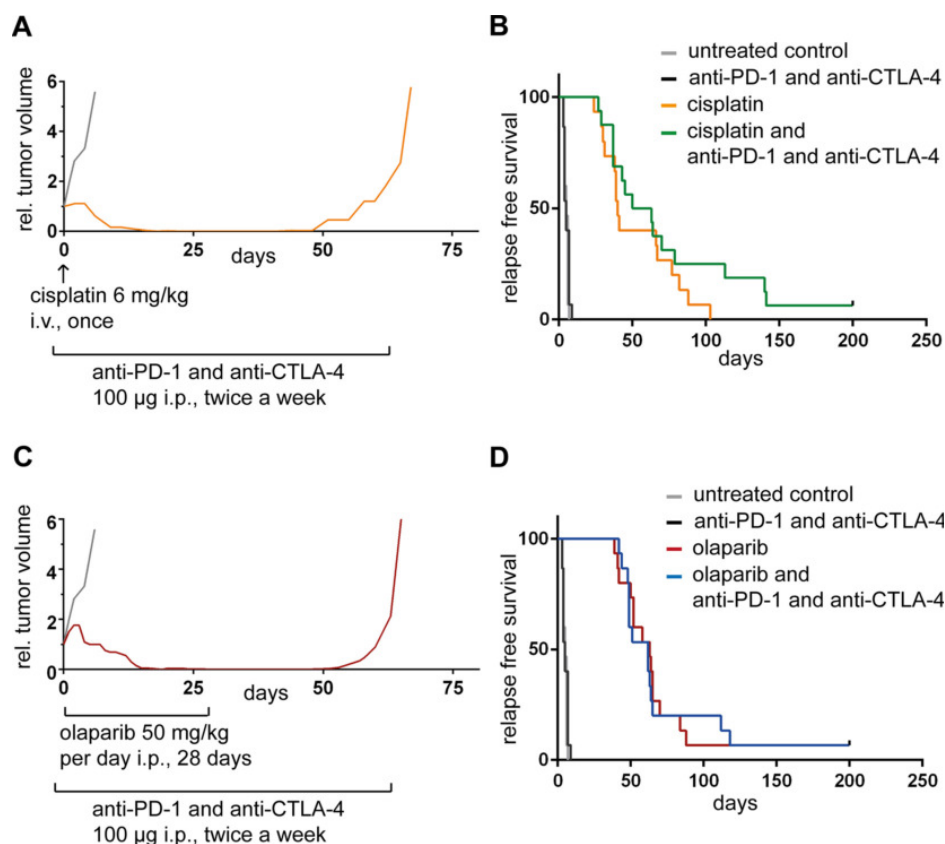 A
6
4
2
0
rel. tumor volume
0
25
50
75
days
cisplatin 6 mg/kg
i.v., once
anti-PD-1 and anti-CTLA-4
100 µg i.p., twice a week
B
untreated control
anti-PD-1 and anti-CTLA-4
cisplatin
cisplatin and
anti-PD-1 and anti-CTLA-4
100
50
0
relapse free survival
0 50 100 150 200 250
days
C
6
4
2
0
rel. tumor volume
0
25
50
75
days
olaparib 50 mg/kg
per day i.p., 28 days
anti-PD-1 and anti-CTLA-4
100 µg i.p., twice a week
D
untreated control
anti-PD-1 and anti-CTLA-4
olaparib
olaparib and
anti-PD-1 and anti-CTLA-4
100
50
0
relapse free survival
0 50 100 150 200 250
days